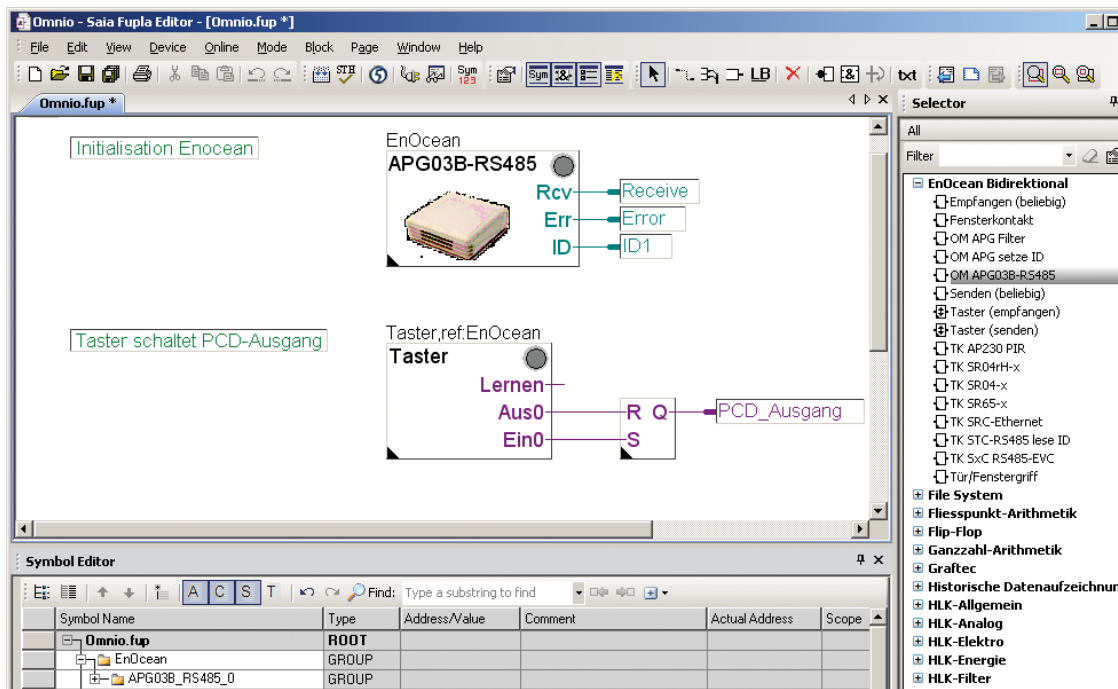 Omnio - Saia Fupla Editor - [Omnio.fup *]
File Edit View Device Online Mode Block Page Window Help
STH Sym 123 Sym LB txt
Omnio.fup *
Initialisation Enocean
EnOcean
APG03B-RS485
Rcv Receive
Err Error
ID ID1
Taster schaltet PCD-Ausgang
Taster,ref:EnOcean
Taster
Lernen
Aus0 R Q PCD_Ausgang
Ein0 S
Selector
All
Filter
EnOcean Bidirektional
Empfangen (beliebig)
Fensterkontakt
OM APG Filter
OM APG setze ID
OM APG03B-RS485
Senden (beliebig)
Taster (empfangen)
Taster (senden)
TK AP230 PIR
TK SR04rH-x
TK SR04-x
TK SR65-x
TK SRC-Ethernet
TK STC-RS485 lese ID
TK SxC RS485-EVC
Tür/Fenstergriff
File System
Fliesspunkt-Arithmetik
Flip-Flop
Ganzzahl-Arithmetik
Graftec
Historische Datenaufzeichnun
HLK-Allgemein
HLK-Analog
HLK-Elektro
HLK-Energie
HLK-Filter
Symbol Editor
A C S T Find: Type a substring to find
Symbol Name Type Address/Value Comment Actual Address Scope
Omnio.fup ROOT
EnOcean GROUP
APG03B_RS485_0 GROUP